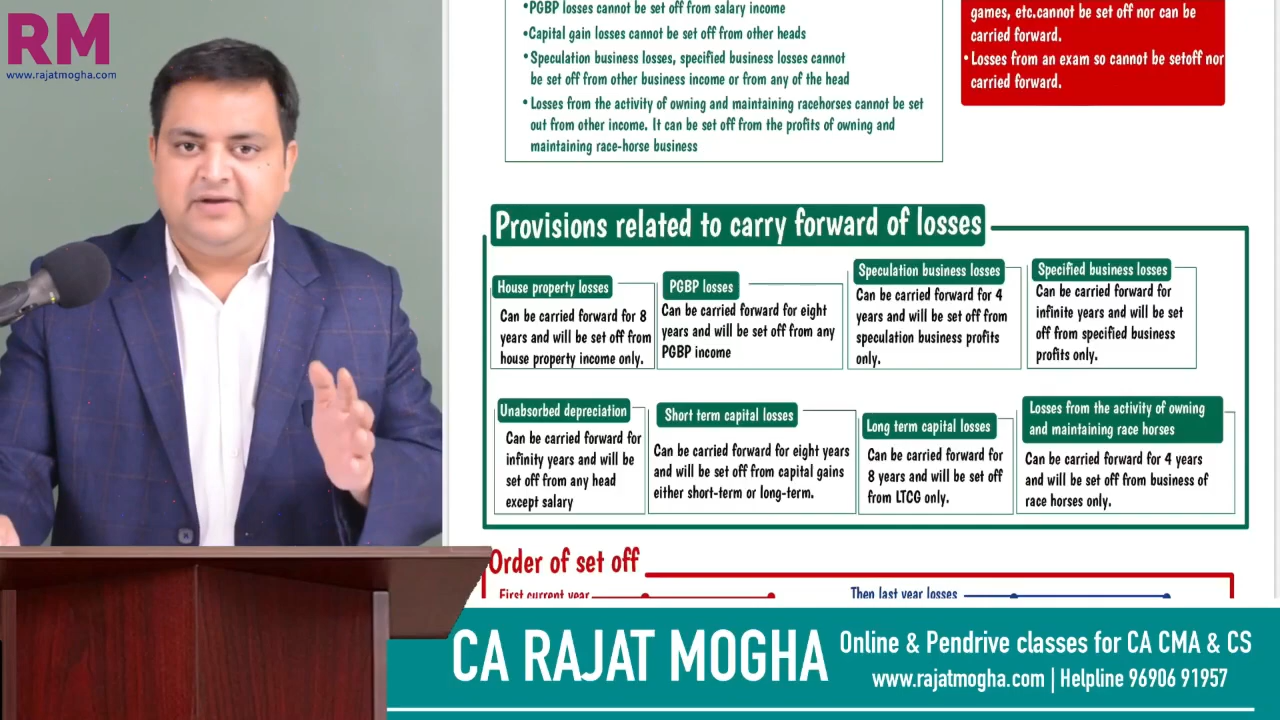 RM
www.rajatmogha.com
•PGBP losses cannot be set off from salary income
•Capital gain losses cannot be set off from other heads
•Speculation business losses, specified business losses cannot
be set off from other business income or from any of the head
•Losses from the activity of owning and maintaining racehorses cannot be set
out from other income. It can be set off from the profits of owning and
maintaining race-horse business
games, etc.cannot be set off nor can be
carried forward.
•Losses from an exam so cannot be setoff nor
carried forward.
Provisions related to carry forward of losses
House property losses
Can be carried forward for 8
years and will be set off from
house property income only.
PGBP losses
Can be carried forward for eight
years and will be set off from any
PGBP income
Speculation business losses
Can be carried forward for 4
years and will be set off from
speculation business profits
only.
Specified business losses
Can be carried forward for
infinite years and will be set
off from specified business
profits only.
Unabsorbed depreciation
Can be carried forward for
infinity years and will be
set off from any head
except salary
Short term capital losses
Can be carried forward for eight years
and will be set off from capital gains
either short-term or long-term.
Long term capital losses
Can be carried forward for
8 years and will be set off
from LTCG only.
Losses from the activity of owning
and maintaining race horses
Can be carried forward for 4 years
and will be set off from business of
race horses only.
Order of set off
First current year
Then last year losses
CA RAJAT MOGHA
Online & Pendrive classes for CA CMA & CS
www.rajatmogha.com | Helpline 96906 91957